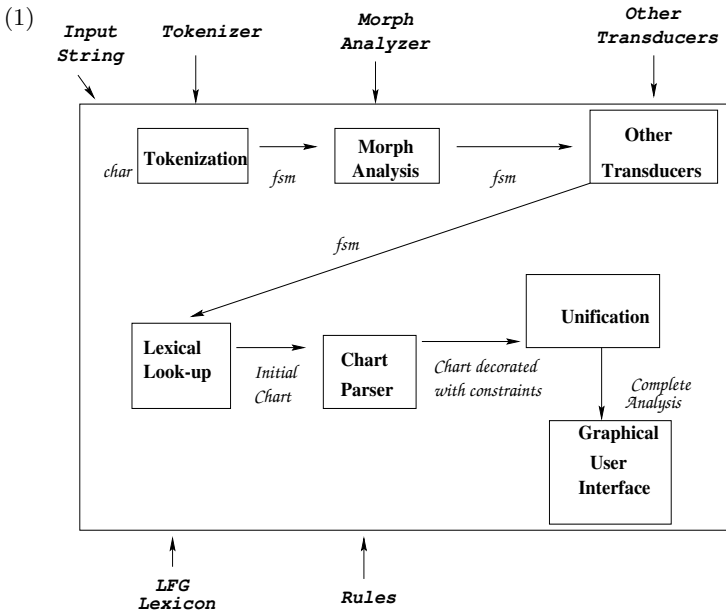 (1)
Input
String
Tokenizer
Morph
Analyzer
Other
Transducers
char
Tokenization
fsm
Morph
Analysis
fsm
Other
Transducers
fsm
Lexical
Look-up
Initial
Chart
Chart
Parser
Chart decorated
with constraints
Unification
Complete
Analysis
Graphical
User
Interface
LFG
Lexicon
Rules